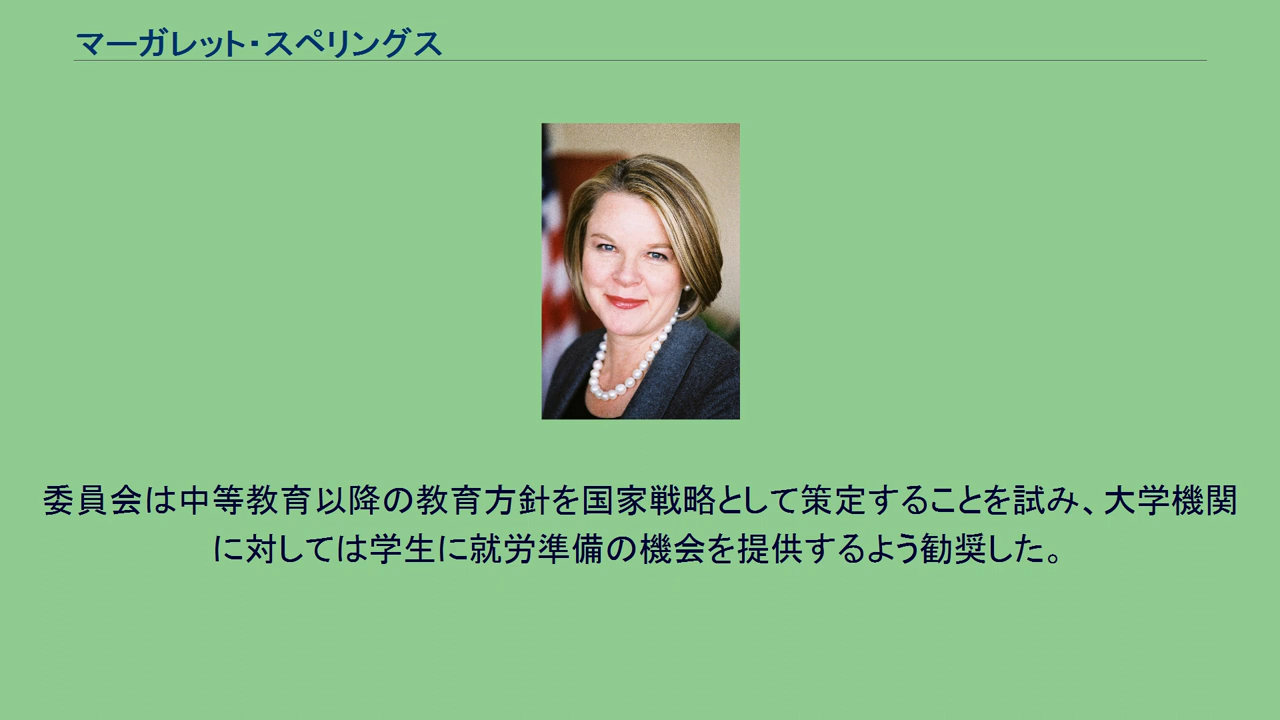 マーガレット・スペリングス
委員会は中等教育以降の教育方針を国家戦略として策定することを試み、大学機関
に対しては学生に就労準備の機会を提供するよう勧奨した。